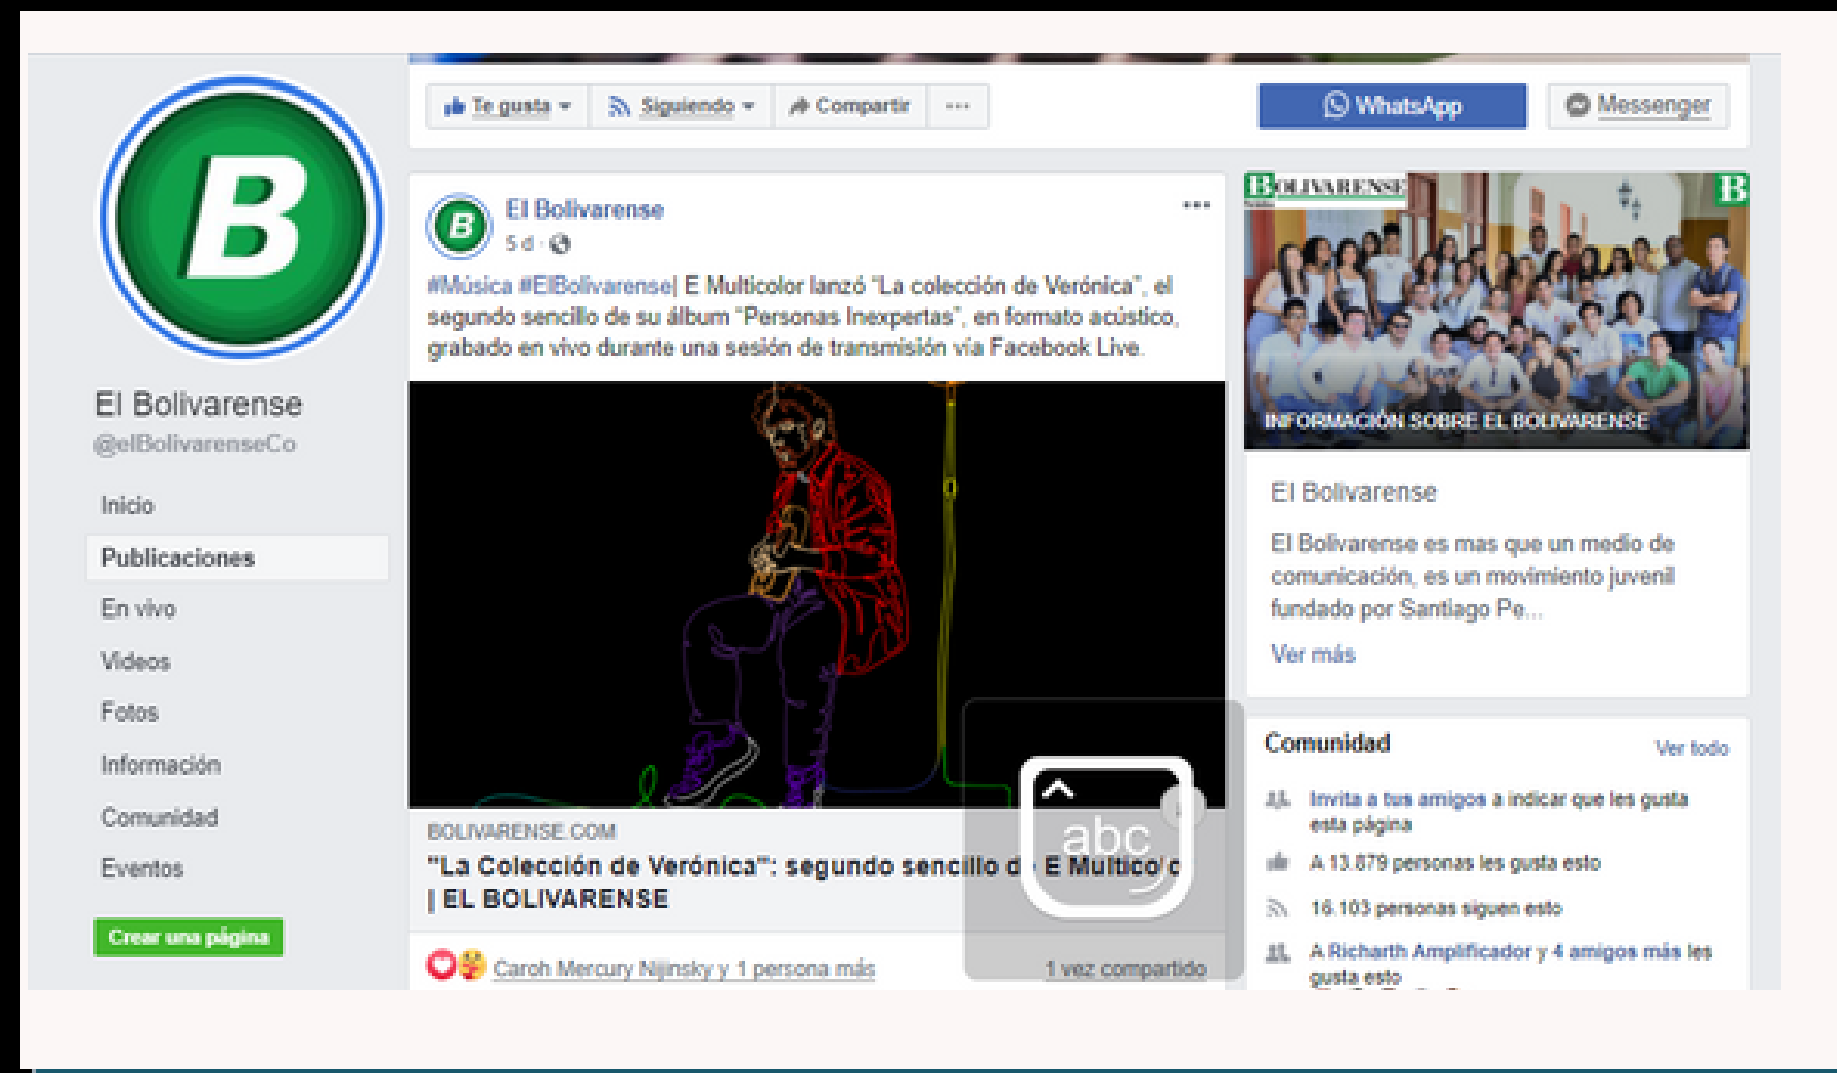 Te gusta Siguiendo Compartir ...
WhatsApp Messenger
B
El Bolivarense
@elBolivarenseCo
Inicio
Publicaciones
En vivo
Videos
Fotos
Información
Comunidad
Eventos
Crear una página
B
El Bolivarense
5 d ·
#Música #ElBolivarense| E Multicolor lanzó “La colección de Verónica”, el
segundo sencillo de su álbum “Personas Inexpertas”, en formato acústico,
grabado en vivo durante una sesión de transmisión vía Facebook Live.
BOLIVARENSE.COM
"La Colección de Verónica": segundo sencillo de E Multico
| EL BOLIVARENSE
abc
Caroh Mercury Nijinsky y 1 persona más
1 vez compartido
BOLIVARENSE B
INFORMACIÓN SOBRE EL BOLIVARENSE
El Bolivarense
El Bolivarense es mas que un medio de
comunicación, es un movimiento juvenil
fundado por Santiago Pe...
Ver más
Comunidad Ver todo
Invita a tus amigos a indicar que les gusta
esta página
A 13.879 personas les gusta esto
16.103 personas siguen esto
A Richarth Amplificador y 4 amigos más les
gusta esto